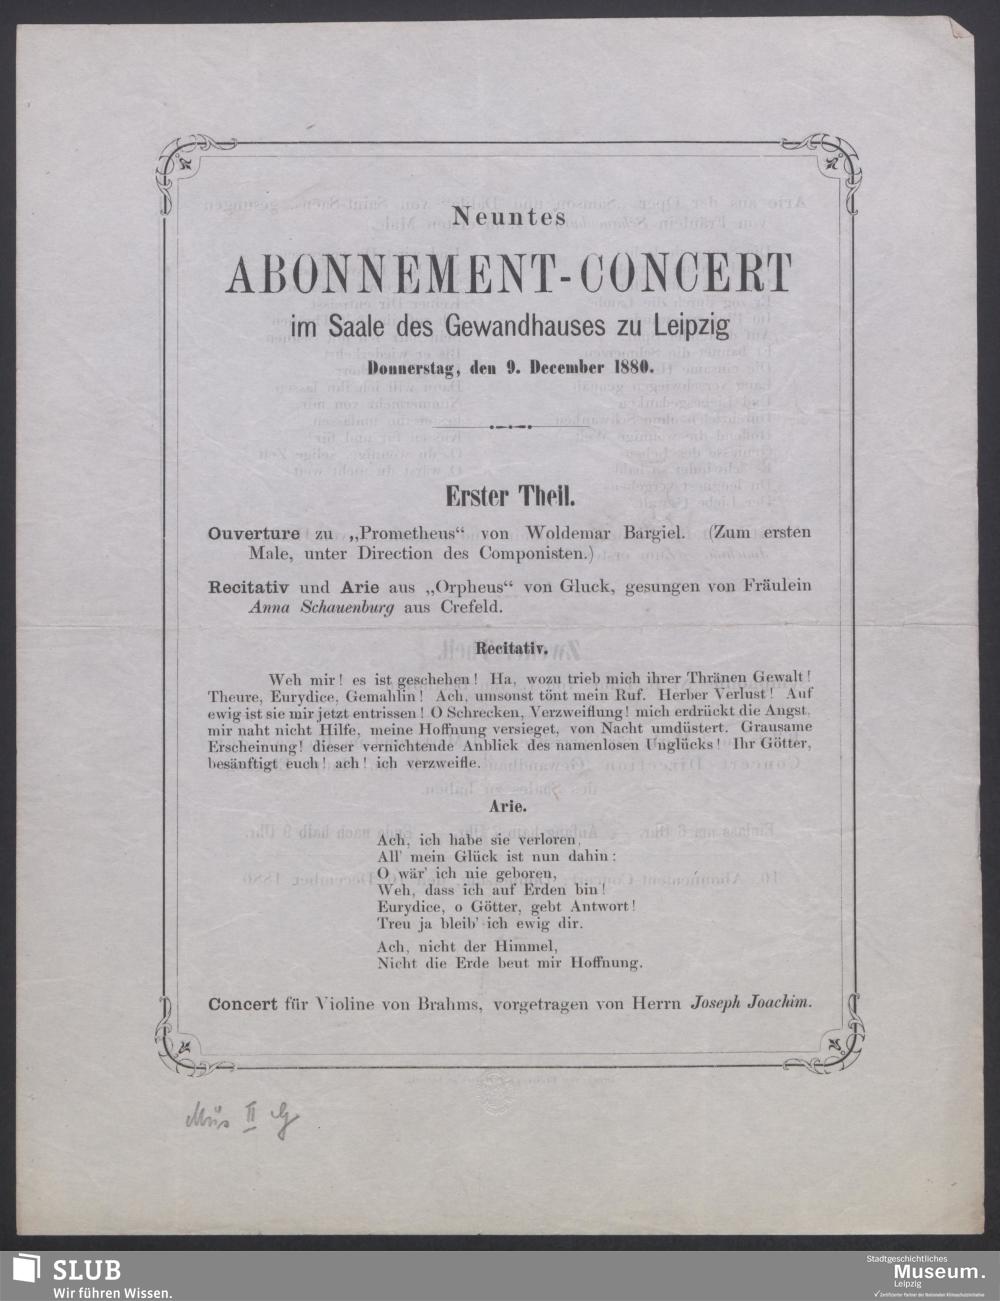 Neuntes
ABONNEMENT-CONCERT
im Saale des Gewandhauses zu Leipzig
Donnerstag, den 9. December 1880.
Erster Theil.
Ouverture zu „Prometheus“ von Woldemar Bargiel. (Zum ersten
Male, unter Direction des Componisten.)
Recitativ und Arie aus „Orpheus“ von Gluck, gesungen von Fräulein
Anna Schauenburg aus Crefeld.
Recitativ.
Weh mir! es ist geschehen! Ha, wozu trieb mich ihrer Thränen Gewalt!
Theure, Eurydice, Gemahlin! Ach, umsonst tönt mein Ruf. Herber Verlust! Auf
ewig ist sie mir jetzt entrissen! O Schrecken, Verzweiflung! mich erdrückt die Angst,
mir naht nicht Hilfe, meine Hoffnung versieget, von Nacht umdüstert. Grausame
Erscheinung! dieser vernichtende Anblick des namenlosen Unglücks! Ihr Götter,
besänftigt euch! ach! ich verzweifle.
Arie.
Ach, ich habe sie verloren,
All' mein Glück ist nun dahin:
O wär' ich nie geboren,
Weh, dass ich auf Erden bin!
Eurydice, o Götter, gebt Antwort!
Treu ja bleib' ich ewig dir.
Ach, nicht der Himmel,
Nicht die Erde beut mir Hoffnung.
Concert für Violine von Brahms, vorgetragen von Herrn Joseph Joachim.
Mus II G
SLUB
Wir führen Wissen.
Stadtgeschichtliches
Museum.
Leipzig
Zertifizierter Partner der Nationalen Klimaschutzinitiative